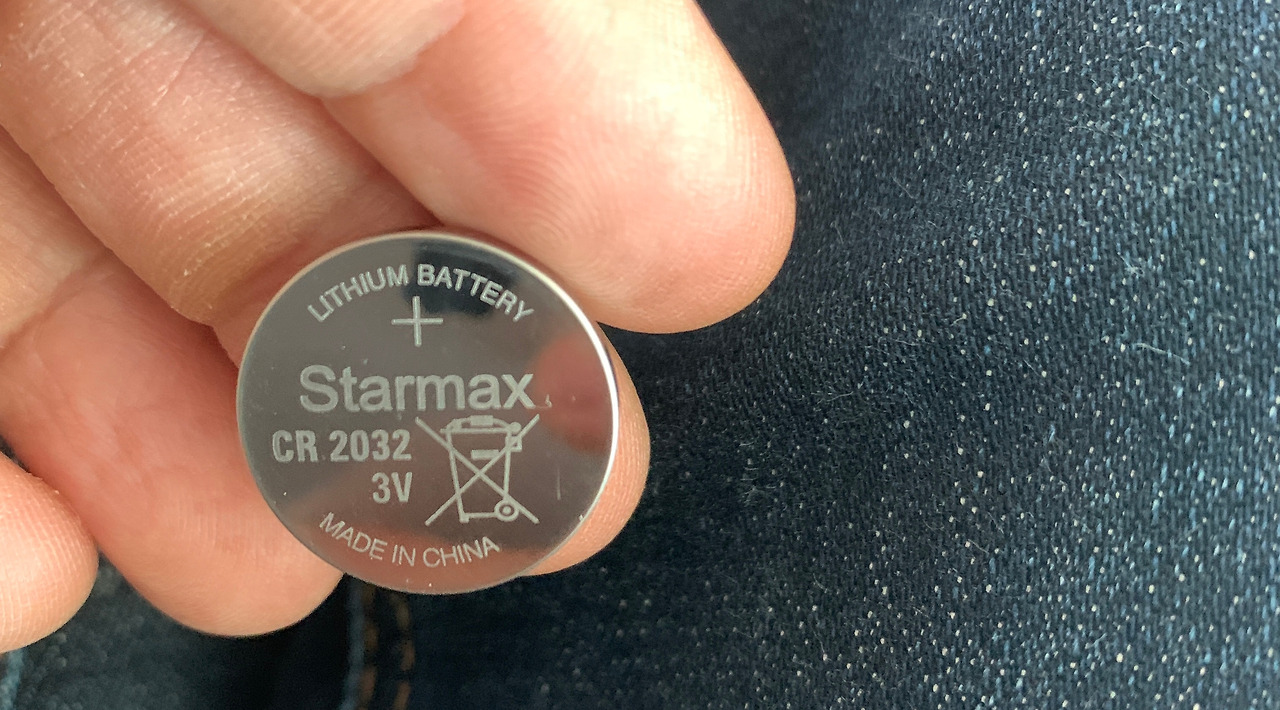 LITHIUM BATTERY
+
Starmax
CR 2032
3V
MADE IN CHINA